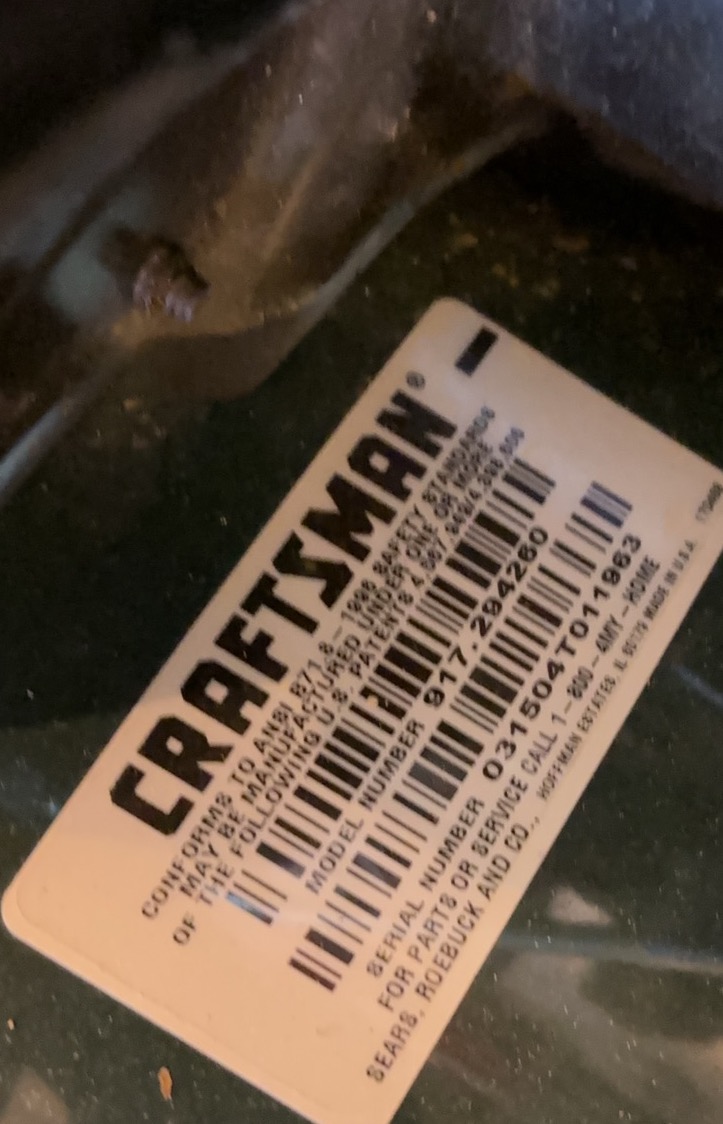 CRAFTSMAN®
CONFORMS TO ANSI B71.8-1996 SAFETY STANDARDS
MAY BE MANUFACTURED UNDER ONE OR MORE
OF THE FOLLOWING U.S. PATENTS
MODEL NUMBER 917.294260
SERIAL NUMBER 031504T011963
FOR PARTS OR SERVICE CALL 1-800-4MY-HOME
SEARS, ROEBUCK AND CO., HOFFMAN ESTATES, IL 60179 MADE IN U.S.A.